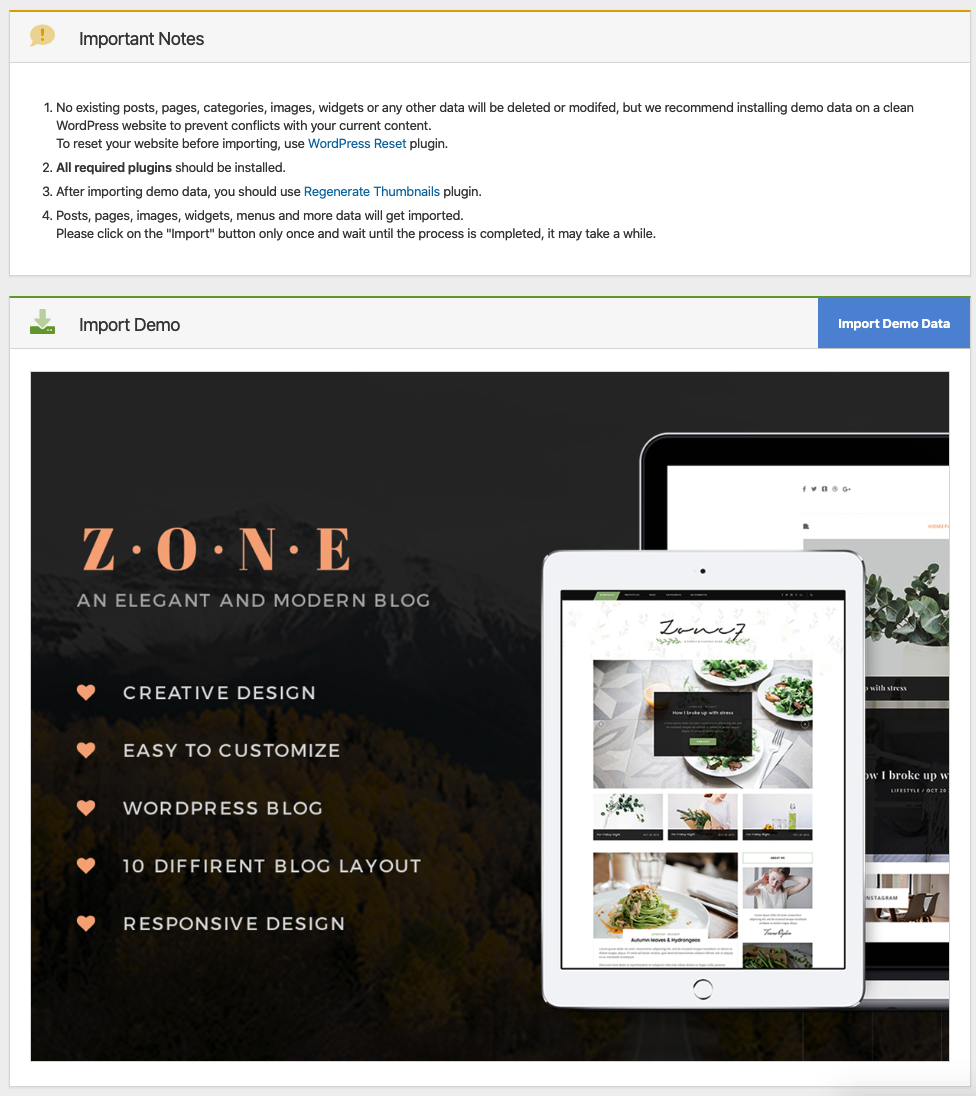 Important Notes
1. No existing posts, pages, categories, images, widgets or any other data will be deleted or modifed, but we recommend installing demo data on a clean
WordPress website to prevent conflicts with your current content.
To reset your website before importing, use WordPress Reset plugin.
2. All required plugins should be installed.
3. After importing demo data, you should use Regenerate Thumbnails plugin.
4. Posts, pages, images, widgets, menus and more data will get imported.
Please click on the "Import" button only once and wait until the process is completed, it may take a while.
Import Demo
Import Demo Data
Z·O·N·E
AN ELEGANT AND MODERN BLOG
CREATIVE DESIGN
EASY TO CUSTOMIZE
WORDPRESS BLOG
10 DIFFIRENT BLOG LAYOUT
RESPONSIVE DESIGN
How I broke up with stress
ABOUT ME
Autumn Leaves & Hydrangeas
with stress
ow I broke up w
LIFESTYLE / OCT 20
NSTAGRAM